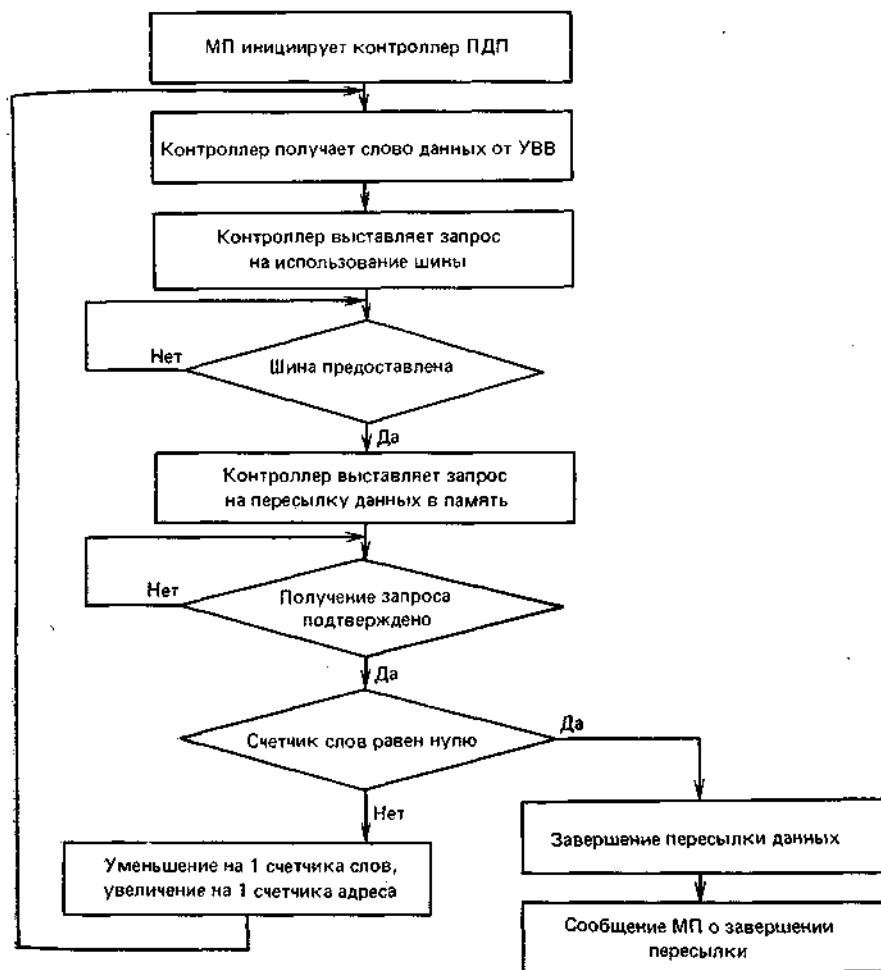 МП инициирует контроллер ПДП
Контроллер получает слово данных от УВВ
Контроллер выставляет запрос
на использование шины
Нет
Шина предоставлена
Да
Контроллер выставляет запрос
на пересылку данных в память
Нет
Получение запроса
подтверждено
Да
Счетчик слов равен нулю
Да
Нет
Уменьшение на 1 счетчика слов,
увеличение на 1 счетчика адреса
Завершение пересылки данных
Сообщение МП о завершении
пересылки